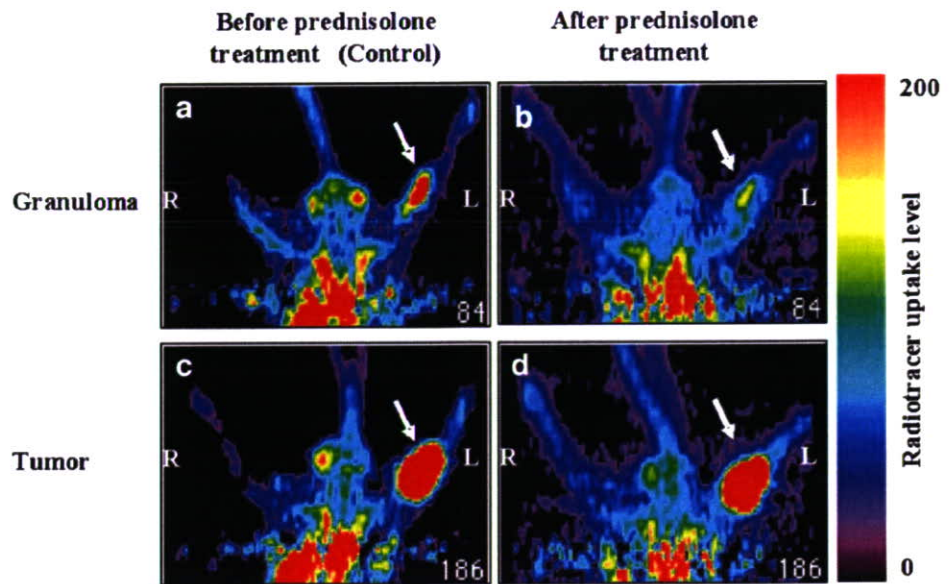 Before prednisolone
treatment (Control)
After prednisolone
treatment
Granuloma
a
R
L
84
b
R
L
84
Tumor
c
R
L
186
d
R
L
186
200
Radiotracer uptake level
0